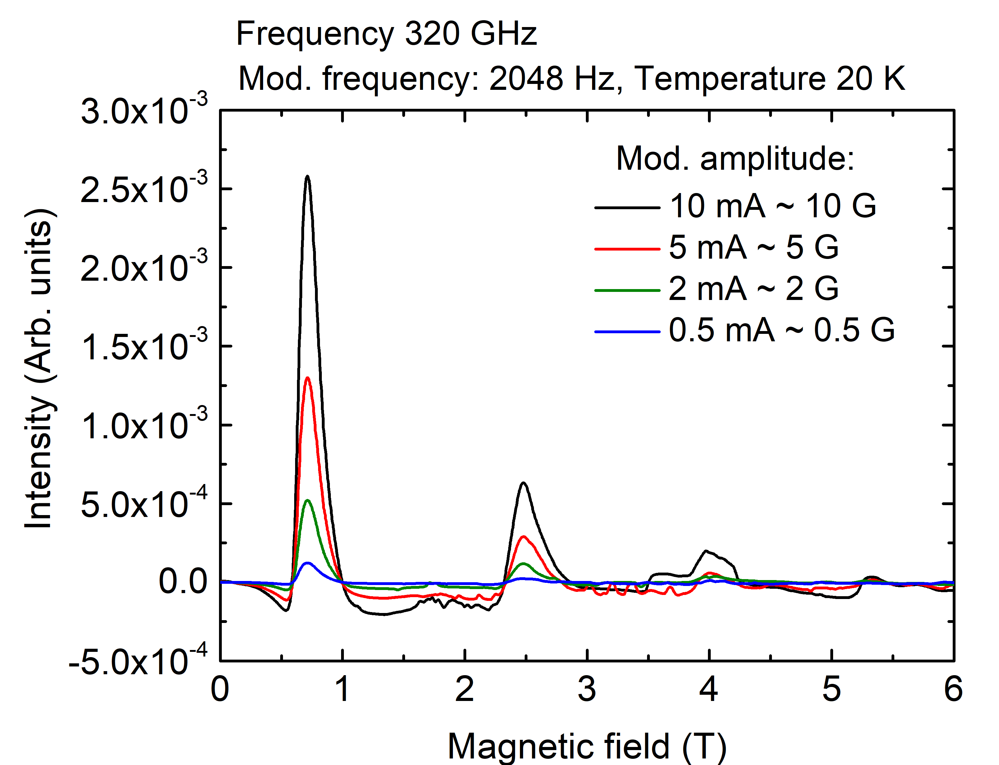 Frequency 320 GHz
Mod. frequency: 2048 Hz, Temperature 20 K
3.0x10⁻³
2.5x10⁻³
2.0x10⁻³
1.5x10⁻³
1.0x10⁻³
5.0x10⁻⁴
0.0
-5.0x10⁻⁴
Intensity (Arb. units)
Mod. amplitude:
10 mA ~ 10 G
5 mA ~ 5 G
2 mA ~ 2 G
0.5 mA ~ 0.5 G
0 1 2 3 4 5 6
Magnetic field (T)